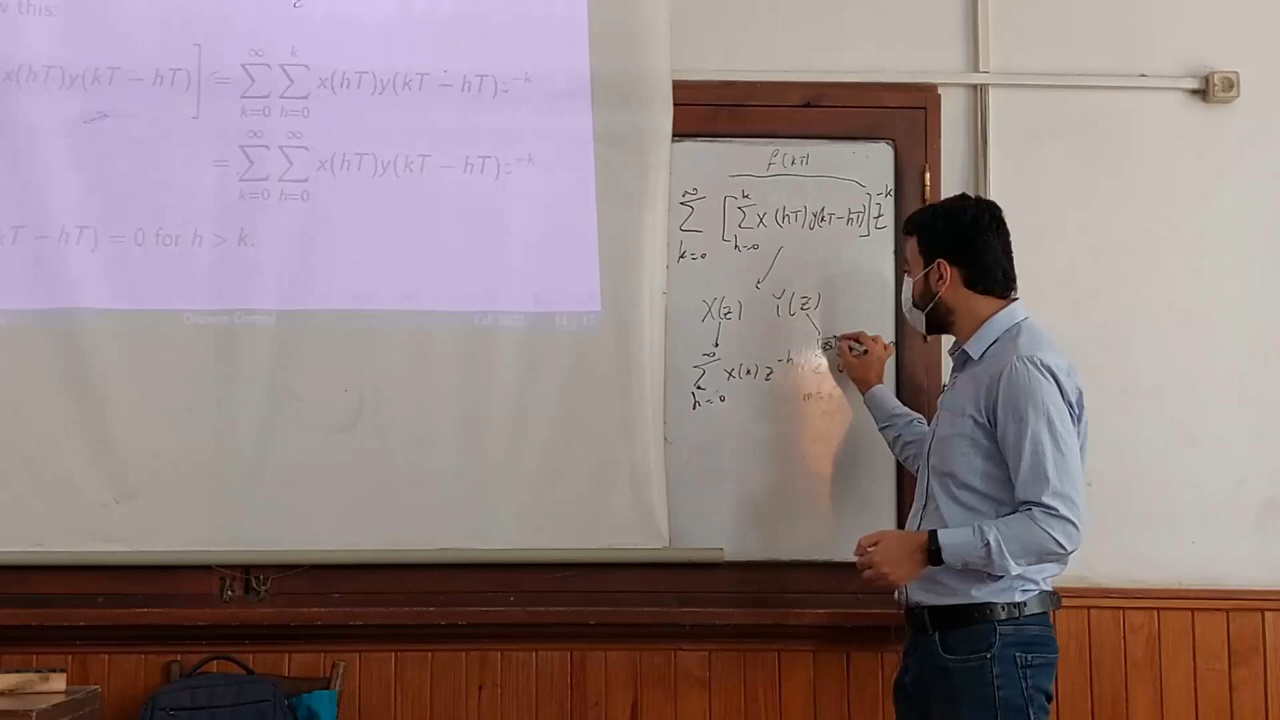 v this:
x(hT)y(kT − hT)] = ∑_{k=0}^{∞} ∑_{h=0}^{k} x(hT)y(kT − hT)z^{−k}
= ∑_{k=0}^{∞} ∑_{h=0}^{∞} x(hT)y(kT − hT)z^{−k}
kT − hT) = 0 for h > k.
Discrete Control
Fall 2022
f(kT)
∑_{k=0}^{∞} [∑_{h=0}^{k} x(hT) y(kT−hT)] z^{−k}
X(z) Y(z)
∑_{h=0}^{∞} x(h) z^{−h}